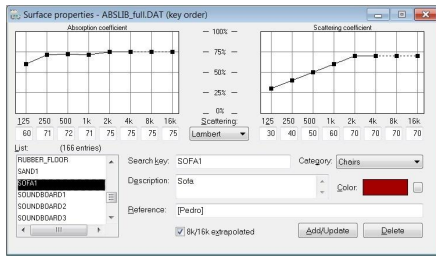 Surface properties - ABSLIB_full.DAT (key order)
Absorption coefficient
Scattering coefficient
— 100% —
— 75% —
— 50% —
— 25% —
— 0% —
125 250 500 1k 2k 4k 8k 16k
Scattering:
125 250 500 1k 2k 4k 8k 16k
60 71 72 71 75 75 75 75
Lambert
30 40 50 60 70 70 70 70
List: (166 entries)
RUBBER_FLOOR
SAND1
SOFA1
SOUNDBOARD1
SOUNDBOARD2
SOUNDBOARD3
Search key: SOFA1
Category: Chairs
Description: Sofa
Color:
Reference: [Pedro]
8k/16k extrapolated
Add/Update
Delete